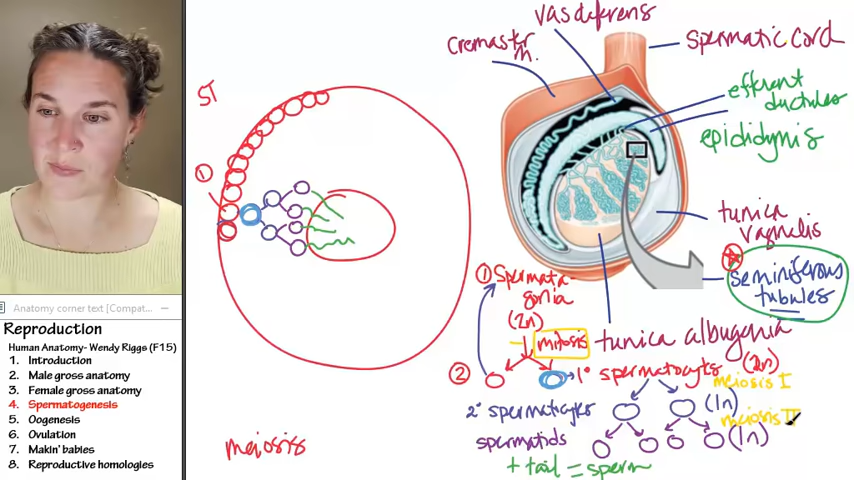 vas deferens
cremaster
m.
spermatic cord
efferent
ductules
epididymis
tunica
vaginalis
seminiferous
tubules
tunica albugenia
ST
①
① Spermata-
gonia
(2n)
mitosis
②
1° spermatocytes (2n)
meiosis I
2° spermatocytes
(1n)
meiosis II
spermatids
(1n)
+ tail = sperm
meiosis
Anatomy corner text [Compat...
Reproduction
Human Anatomy- Wendy Riggs (F15)
1. Introduction
2. Male gross anatomy
3. Female gross anatomy
4. Spermatogenesis
5. Oogenesis
6. Ovulation
7. Makin' babies
8. Reproductive homologies